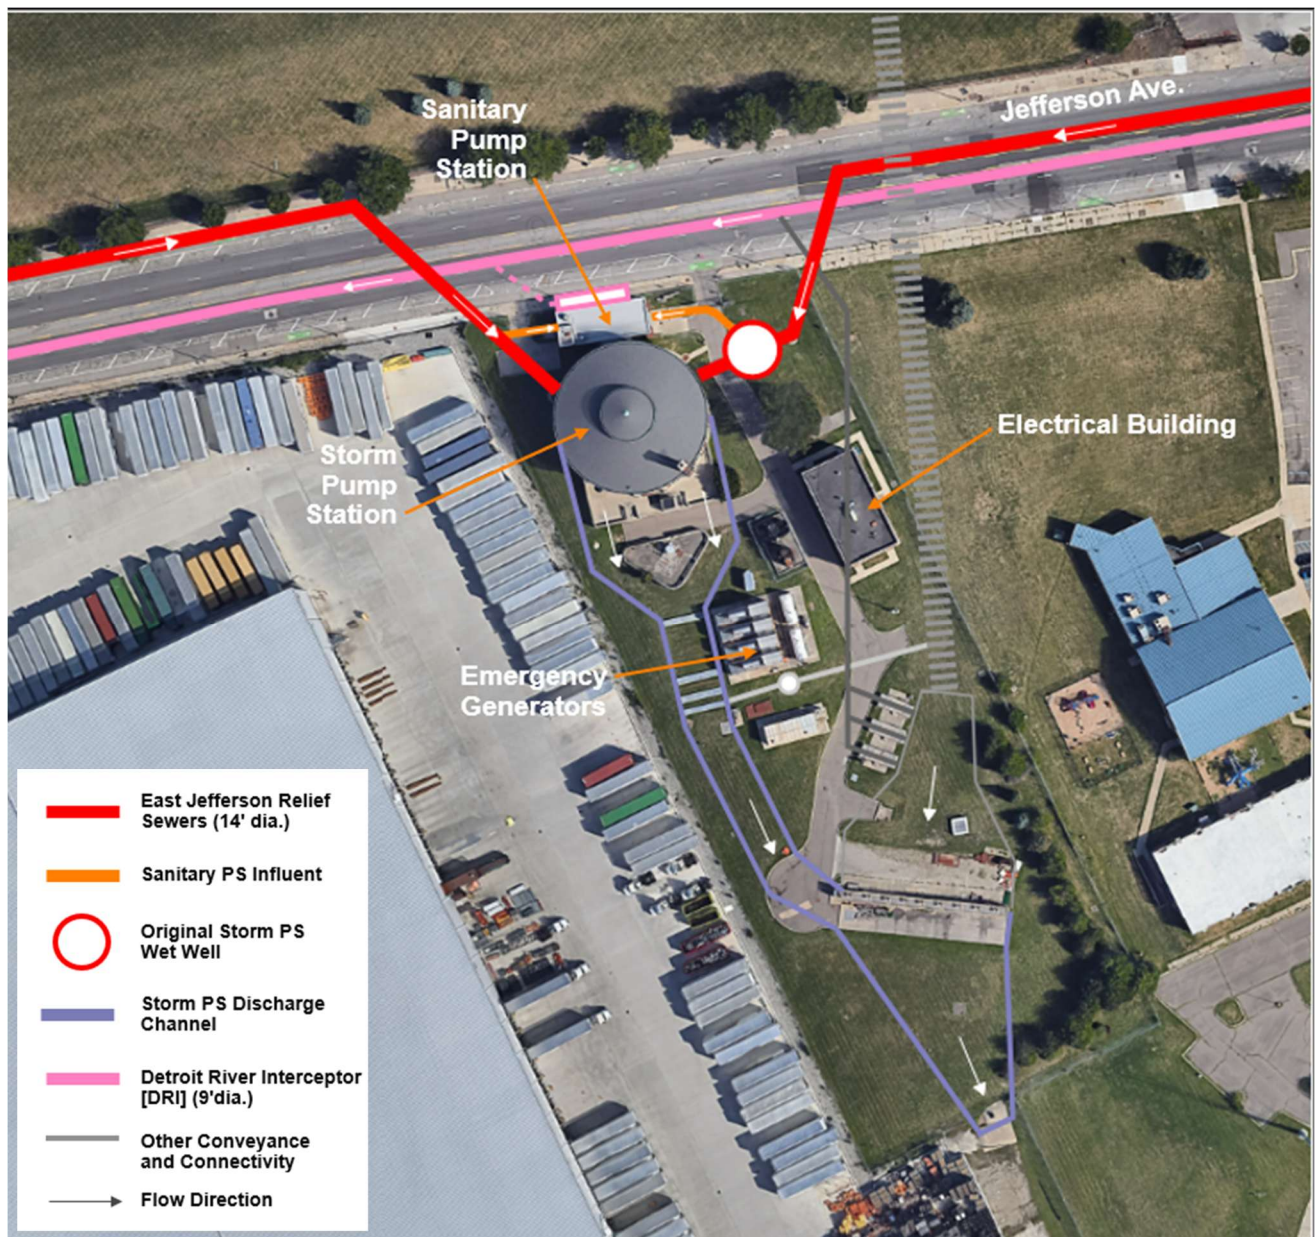 Jefferson Ave.
Sanitary
Pump
Station
Electrical Building
Storm
Pump
Station
Emergency
Generators
East Jefferson Relief
Sewers (14' dia.)
Sanitary PS Influent
Original Storm PS
Wet Well
Storm PS Discharge
Channel
Detroit River Interceptor
[DRI] (9'dia.)
Other Conveyance
and Connectivity
Flow Direction